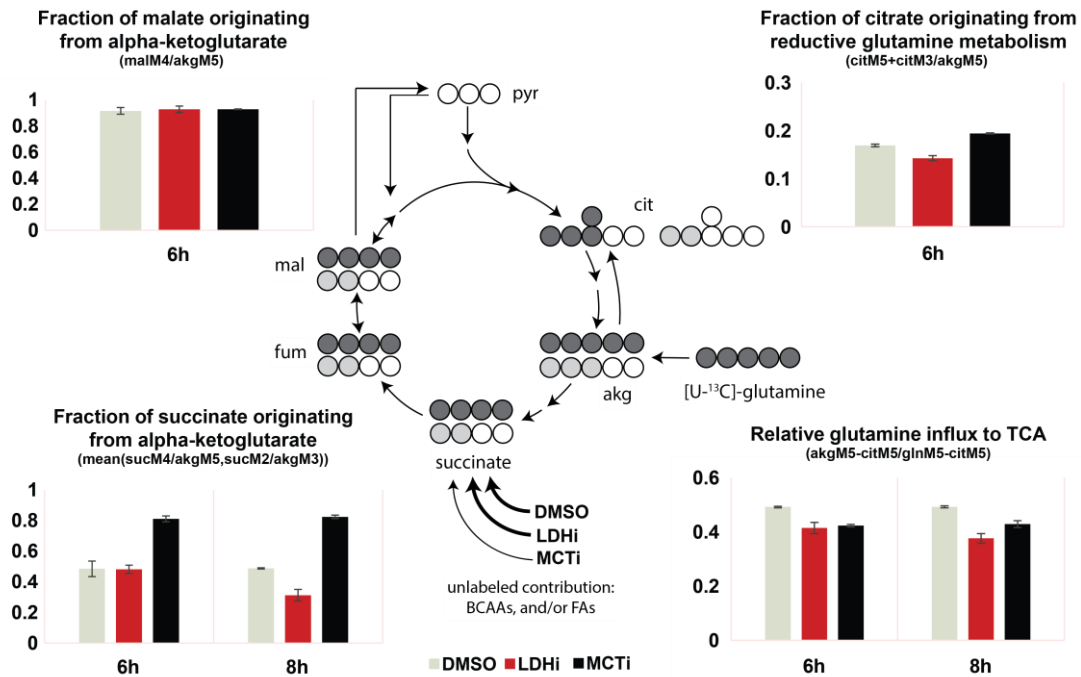 Fraction of malate originating
from alpha-ketoglutarate
(malM4/akgM5)
1
0.8
0.6
0.4
0.2
0
6h
Fraction of citrate originating from
reductive glutamine metabolism
(citM5+citM3/akgM5)
0.3
0.2
0.1
0
6h
pyr
cit
mal
fum
akg
[U-¹³C]-glutamine
succinate
DMSO
LDHi
MCTi
unlabeled contribution:
BCAAs, and/or FAs
Fraction of succinate originating
from alpha-ketoglutarate
(mean(sucM4/akgM5,sucM2/akgM3))
1
0.8
0.6
0.4
0.2
0
6h 8h
Relative glutamine influx to TCA
(akgM5-citM5/glnM5-citM5)
0.6
0.4
0.2
0
6h 8h
DMSO LDHi MCTi